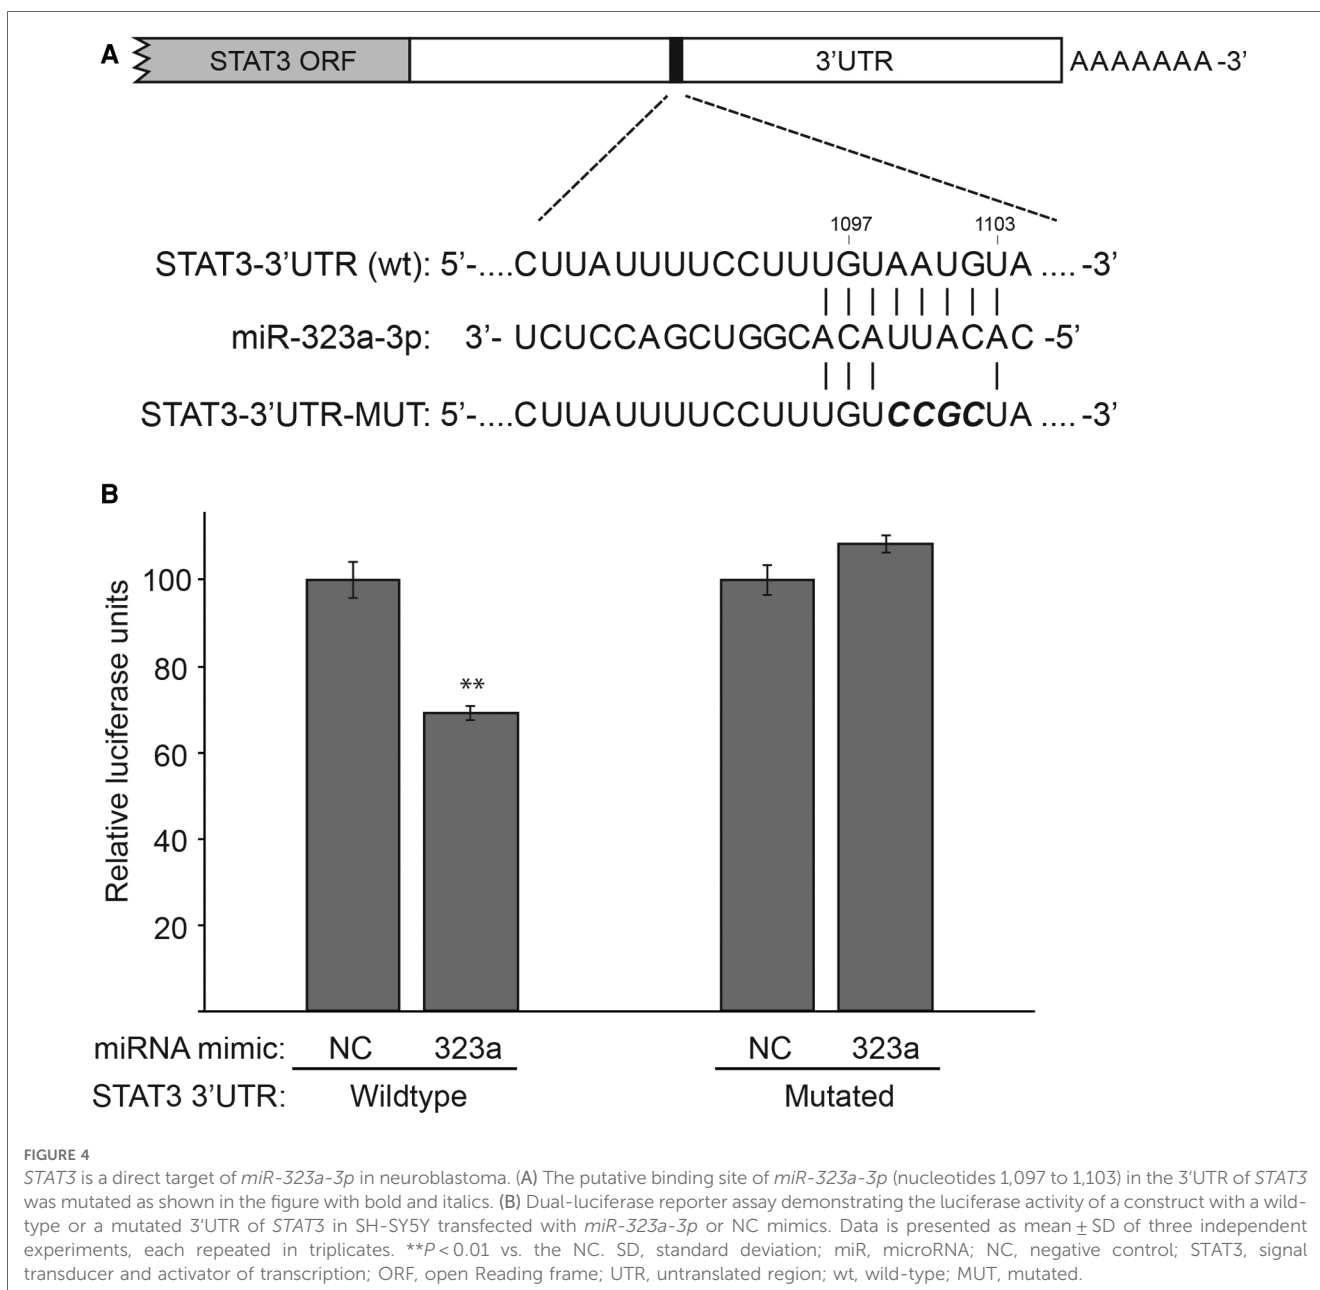 A
STAT3 ORF
3’UTR
AAAAAAA -3’
1097 1103
STAT3-3’UTR (wt): 5’-....CUUAUUUUCCUUUGUAAUGUA .... -3’
miR-323a-3p: 3’- UCUCCAGCUGGCACAUUACAC -5’
STAT3-3’UTR-MUT: 5’-....CUUAUUUUCCUUUGUCCGCUA .... -3’
B
Relative luciferase units
100
80
60
40
20
**
miRNA mimic: NC 323a NC 323a
STAT3 3’UTR: Wildtype Mutated
FIGURE 4
STAT3 is a direct target of miR-323a-3p in neuroblastoma. (A) The putative binding site of miR-323a-3p (nucleotides 1,097 to 1,103) in the 3’UTR of STAT3
was mutated as shown in the figure with bold and italics. (B) Dual-luciferase reporter assay demonstrating the luciferase activity of a construct with a wild-
type or a mutated 3’UTR of STAT3 in SH-SY5Y transfected with miR-323a-3p or NC mimics. Data is presented as mean ± SD of three independent
experiments, each repeated in triplicates. **P < 0.01 vs. the NC. SD, standard deviation; miR, microRNA; NC, negative control; STAT3, signal
transducer and activator of transcription; ORF, open Reading frame; UTR, untranslated region; wt, wild-type; MUT, mutated.